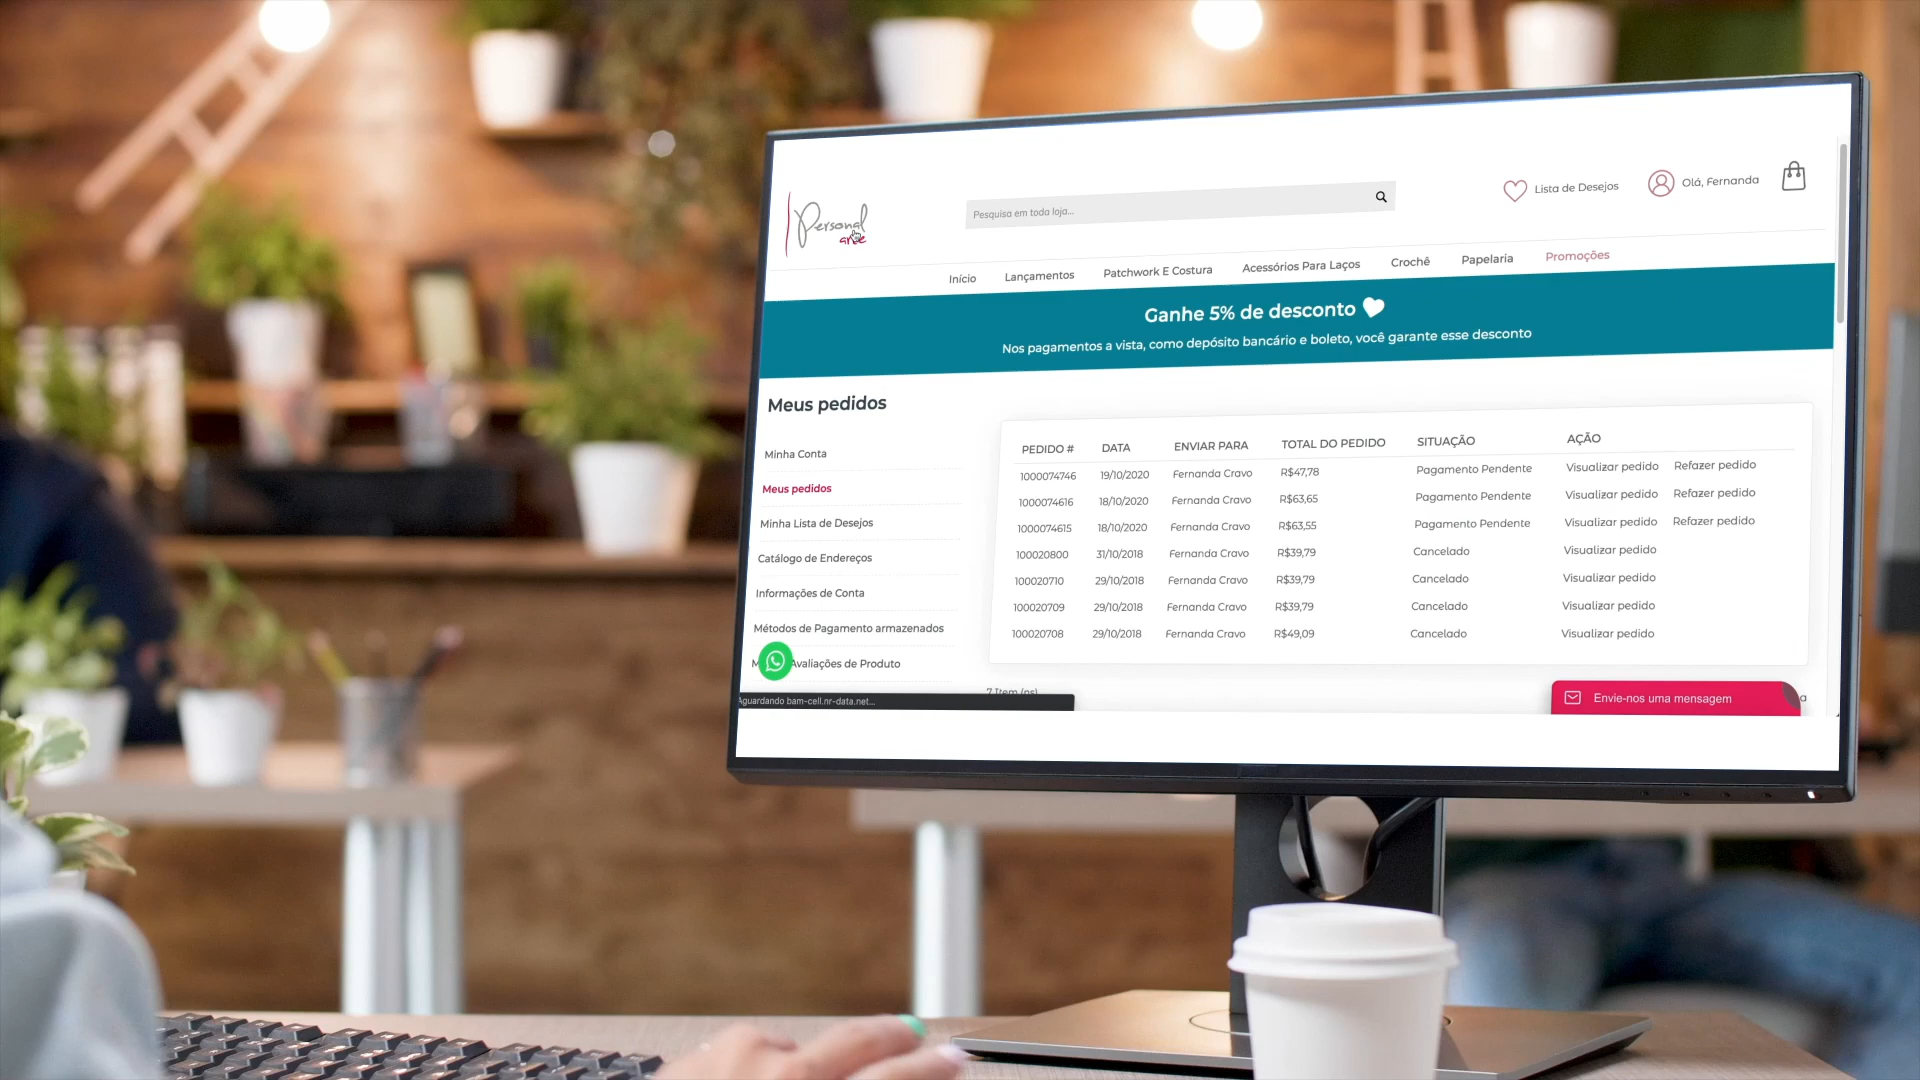 Personal
arte
Pesquisa em toda loja...
Lista de Desejos
Olá, Fernanda
Início Lançamentos Patchwork E Costura Acessórios Para Laços Crochê Papelaria Promoções
Ganhe 5% de desconto
Nos pagamentos a vista, como depósito bancário e boleto, você garante esse desconto
Meus pedidos
Minha Conta
Meus pedidos
Minha Lista de Desejos
Catálogo de Endereços
Informações de Conta
Métodos de Pagamento armazenados
Avaliações de Produto
PEDIDO # DATA ENVIAR PARA TOTAL DO PEDIDO SITUAÇÃO AÇÃO
1000074746 19/10/2020 Fernanda Cravo R$47,78 Pagamento Pendente Visualizar pedido Refazer pedido
1000074616 18/10/2020 Fernanda Cravo R$63,65 Pagamento Pendente Visualizar pedido Refazer pedido
1000074615 18/10/2020 Fernanda Cravo R$63,55 Pagamento Pendente Visualizar pedido Refazer pedido
100020800 31/10/2018 Fernanda Cravo R$39,79 Cancelado Visualizar pedido
100020710 29/10/2018 Fernanda Cravo R$39,79 Cancelado Visualizar pedido
100020709 29/10/2018 Fernanda Cravo R$39,79 Cancelado Visualizar pedido
100020708 29/10/2018 Fernanda Cravo R$49,09 Cancelado Visualizar pedido
7 Item (ns)
Aguardando bam-cell.nr-data.net...
Envie-nos uma mensagem